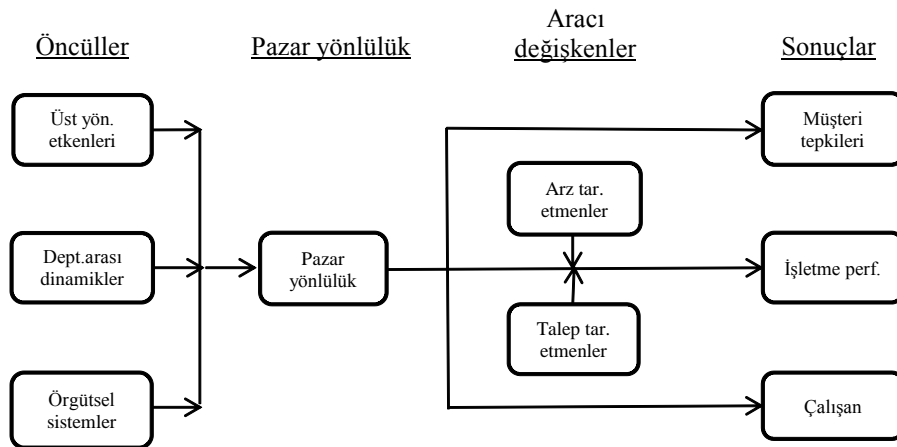 Öncüller
Pazar yönlülük
Aracı
değişkenler
Sonuçlar
Üst yön.
etkenleri
Dept.arası
dinamikler
Örgütsel
sistemler
Pazar
yönlülük
Arz tar.
etmenler
Talep tar.
etmenler
Müşteri
tepkileri
İşletme perf.
Çalışan